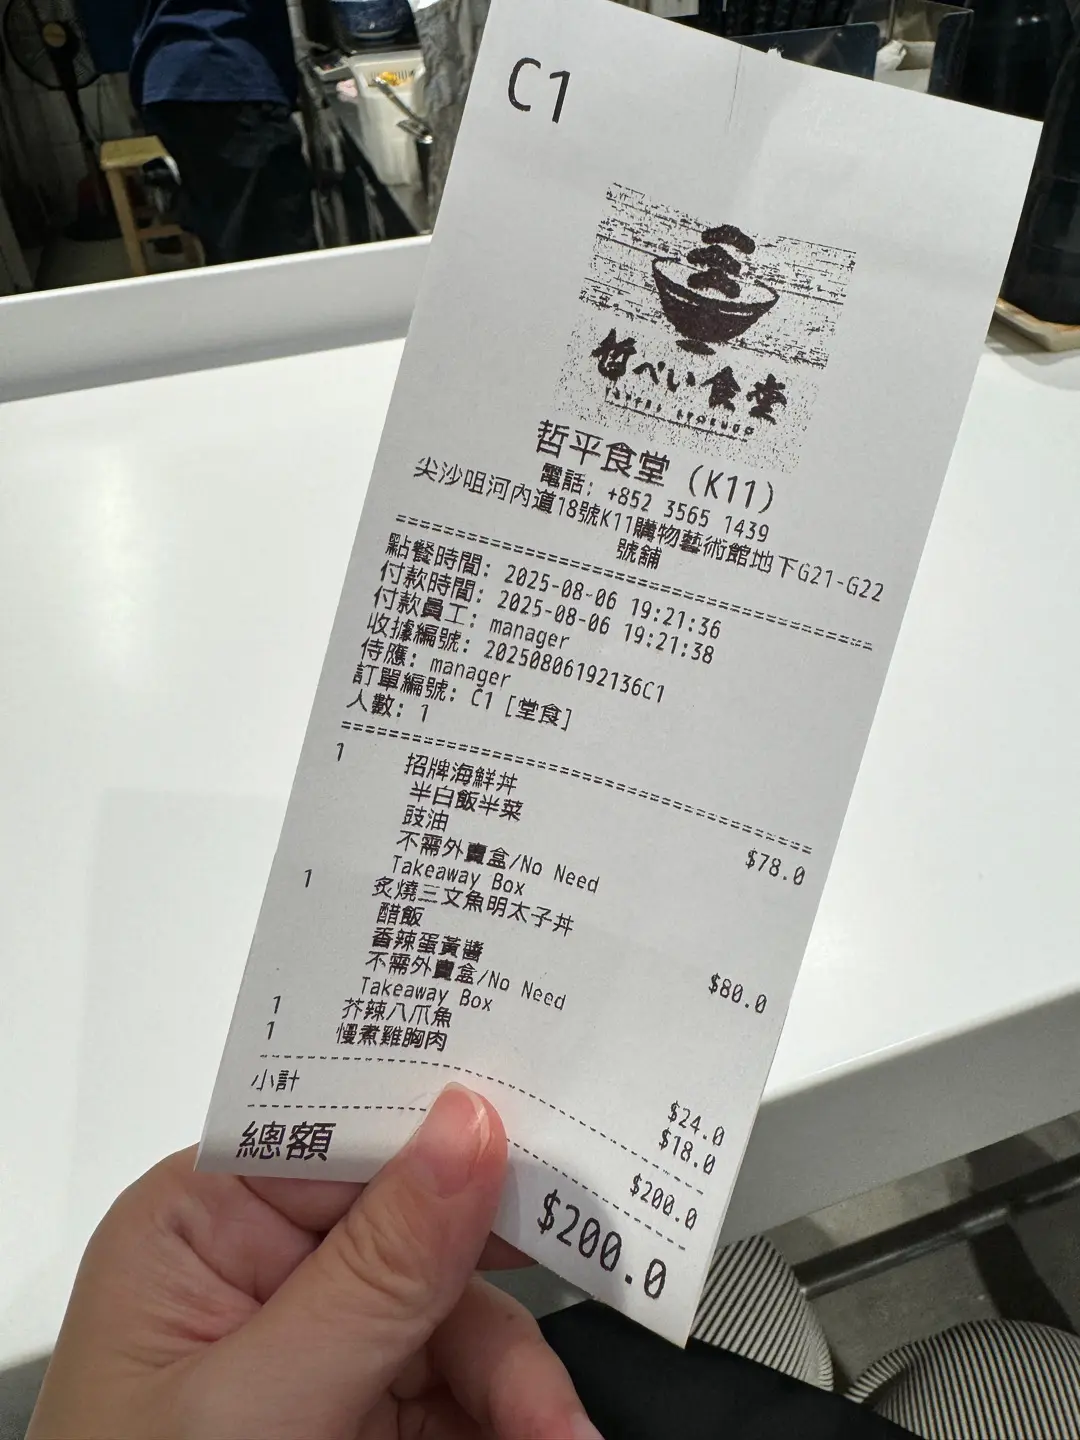 C1
哲ぺい食堂
哲平食堂 (K11)
電話: +852 3565 1439
尖沙咀河內道18號K11購物藝術館地下G21-G22
號舖
點餐時間: 2025-08-06 19:21:36
付款時間: 2025-08-06 19:21:38
付款員工: manager
收據編號: 20250806192136C1
侍應: manager
訂單編號: C1 [堂食]
人數: 1
1 招牌海鮮丼 $78.0
半白飯半菜
豉油
不需外賣盒/No Need
Takeaway Box
1 炙燒三文魚明太子丼 $80.0
醋飯
香辣蛋黃醬
不需外賣盒/No Need
Takeaway Box
1 芥辣八爪魚 $24.0
1 慢煮雞胸肉 $18.0
小計 $200.0
總額 $200.0